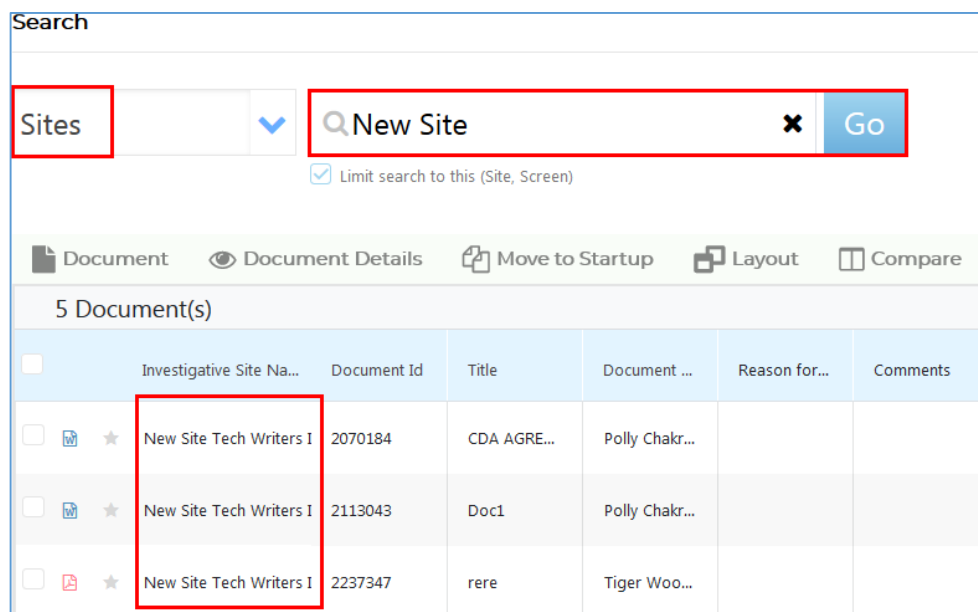 Search
Sites New Site Go
Limit search to this (Site, Screen)
Document Document Details Move to Startup Layout Compare
5 Document(s)
Investigative Site Na... Document Id Title Document ... Reason for... Comments
New Site Tech Writers I 2070184 CDA AGRE... Polly Chakr...
New Site Tech Writers I 2113043 Doc1 Polly Chakr...
New Site Tech Writers I 2237347 rere Tiger Woo...